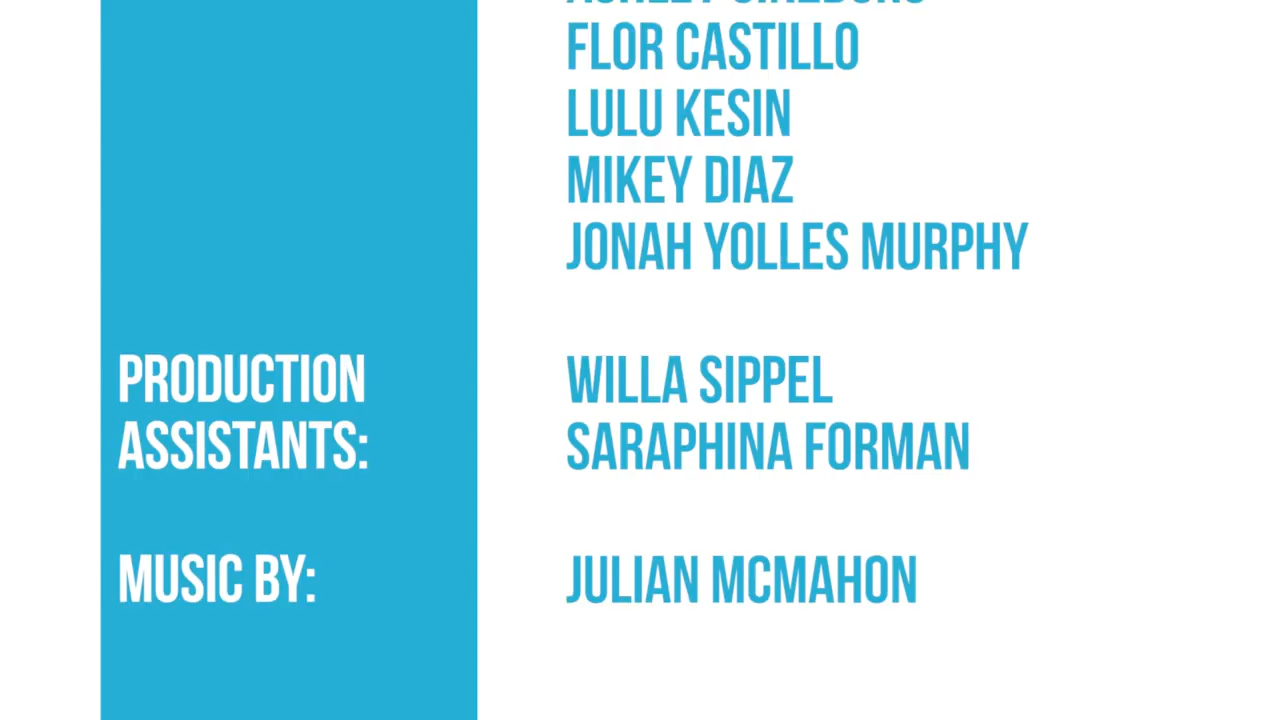 FLOR CASTILLO
LULU KESIN
MIKEY DIAZ
JONAH YOLLES MURPHY
PRODUCTION
ASSISTANTS:
WILLA SIPPEL
SARAPHINA FORMAN
MUSIC BY:
JULIAN MCMAHON